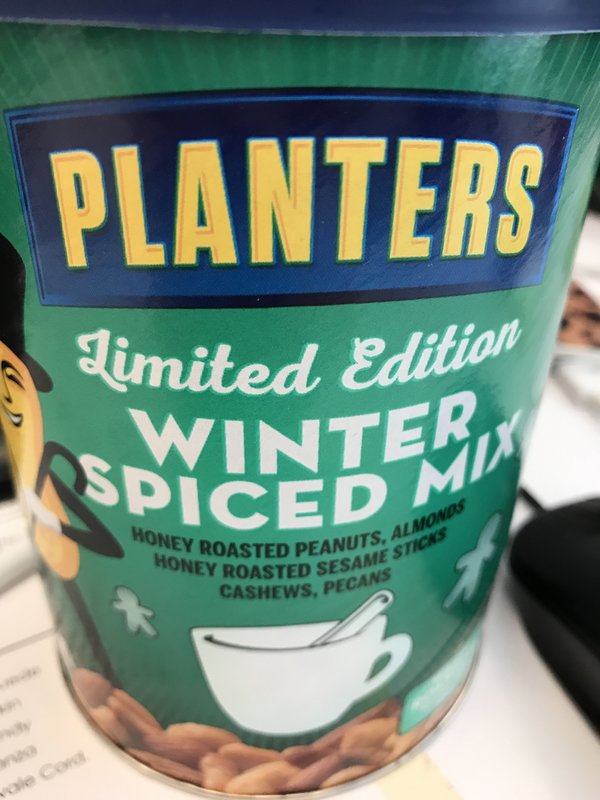 PLANTERS
Limited Edition
WINTER
SPICED MIX
HONEY ROASTED PEANUTS, ALMONDS
HONEY ROASTED SESAME STICKS
CASHEWS, PECANS